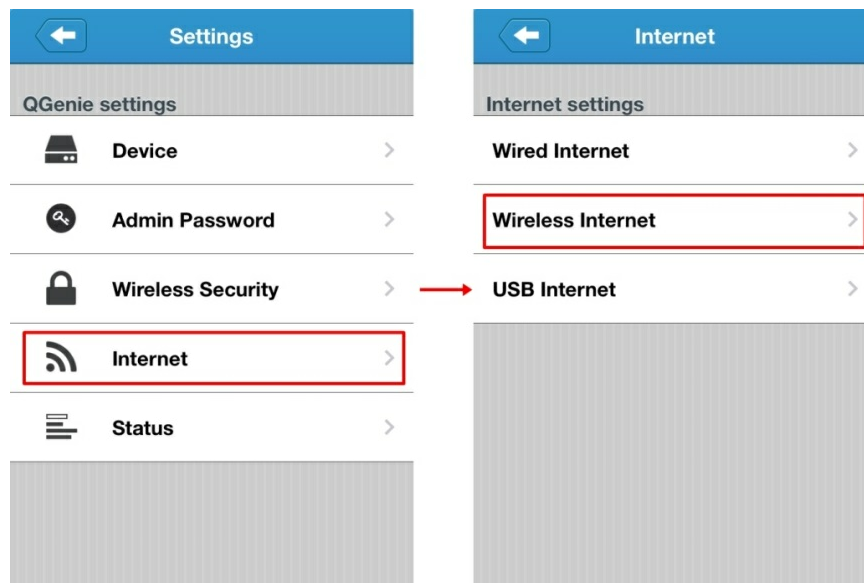 Settings
QGenie settings
Device
Admin Password
Wireless Security
Internet
Status
Internet
Internet settings
Wired Internet
Wireless Internet
USB Internet